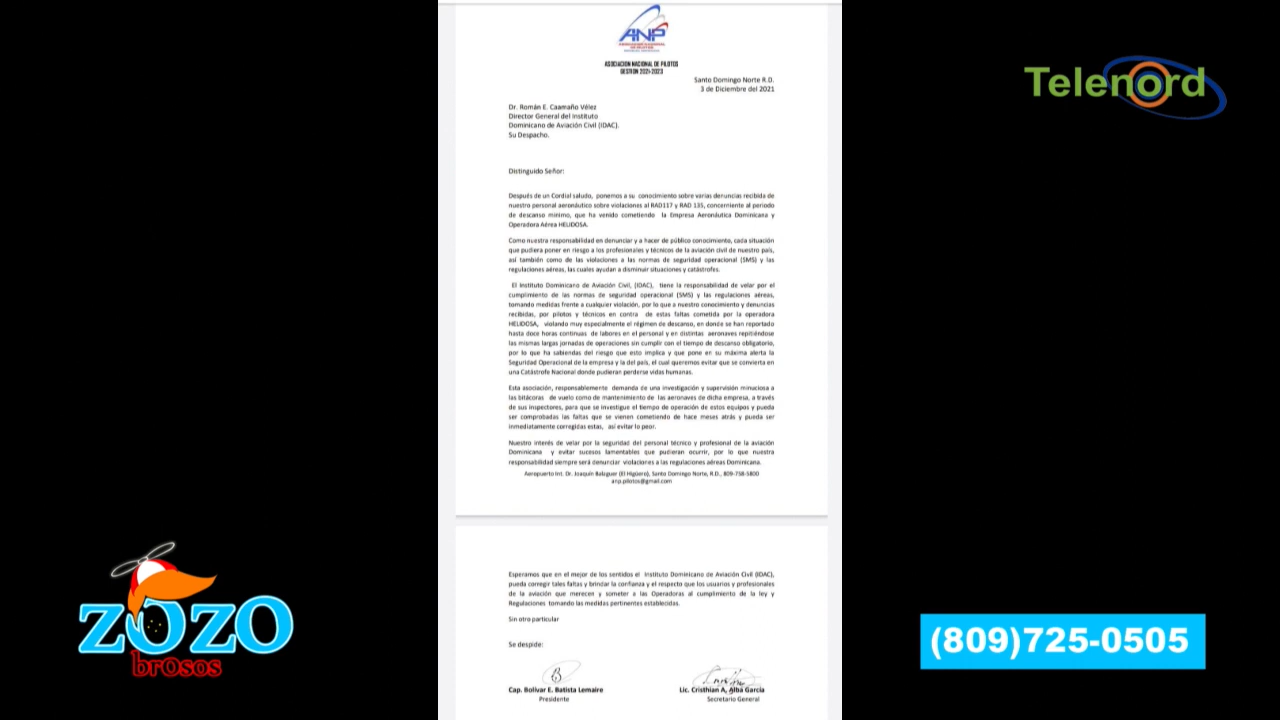 ANP
ASOCIACION NACIONAL DE PILOTOS
GESTION 2021-2023
Santo Domingo Norte R.D.
3 de Diciembre del 2021
Dr. Román E. Caamaño Vélez
Director General del Instituto
Dominicano de Aviación Civil (IDAC).
Su Despacho.
Distinguido Señor:
Después de un Cordial saludo, ponemos a su conocimiento sobre varias denuncias recibida de
nuestro personal aeronáutico sobre violaciones al RAD117 y RAD 135, concerniente al periodo
de descanso mínimo, que ha venido cometiendo la Empresa Aeronáutica Dominicana y
Operadora Aérea HELIDOSA.
Como nuestra responsabilidad en denunciar y a hacer de público conocimiento, cada situación
que pudiera poner en riesgo a los profesionales y técnicos de la aviación civil de nuestro país,
así también como de las violaciones a las normas de seguridad operacional (SMS) y las
regulaciones aéreas, las cuales ayudan a disminuir situaciones y catástrofes.
El Instituto Dominicano de Aviación Civil, (IDAC), tiene la responsabilidad de velar por el
cumplimiento de las normas de seguridad operacional (SMS) y las regulaciones aéreas,
tomando medidas frente a cualquier violación, por lo que a nuestro conocimiento y denuncias
recibidas, por pilotos y técnicos en contra de estas faltas cometida por la operadora
HELIDOSA, violando muy especialmente el régimen de descanso, en donde se han reportado
hasta doce horas continuas de labores en el personal y en distintas aeronaves repitiéndose
las mismas largas jornadas de operaciones sin cumplir con el tiempo de descanso obligatorio,
por lo que ha sabiendas del riesgo que esto implica y que pone en su máxima alerta la
Seguridad Operacional de la empresa y la del país, el cual queremos evitar que se convierta en
una Catástrofe Nacional donde pudieran perderse vidas humanas.
Esta asociación, responsablemente demanda de una investigación y supervisión minuciosa a
las bitácoras de vuelo como de mantenimiento de las aeronaves de dicha empresa, a través
de sus inspectores, para que se investigue el tiempo de operación de estos equipos y pueda
ser comprobadas las faltas que se vienen cometiendo de hace meses atrás y pueda ser
inmediatamente corregidas estas, así evitar lo peor.
Nuestro interés de velar por la seguridad del personal técnico y profesional de la aviación
Dominicana y evitar sucesos lamentables que pudieran ocurrir, por lo que nuestra
responsabilidad siempre será denunciar violaciones a las regulaciones aéreas Dominicana.
Aeropuerto Int. Dr. Joaquín Balaguer (El Higüero), Santo Domingo Norte, R.D., 809-758-5800
anp.pilotos@gmail.com
Esperamos que en el mejor de los sentidos el Instituto Dominicano de Aviación Civil (IDAC),
pueda corregir tales faltas y brindar la confianza y el respecto que los usuarios y profesionales
de la aviación que merecen y someter a las Operadoras al cumplimiento de la ley y
Regulaciones tomando las medidas pertinentes establecidas.
Sin otro particular
Se despide:
Cap. Bolívar E. Batista Lemaire
Presidente
Lic. Cristhian A, Alba García
Secretario General
Telenord
ZOZO
brOsos
(809)725-0505